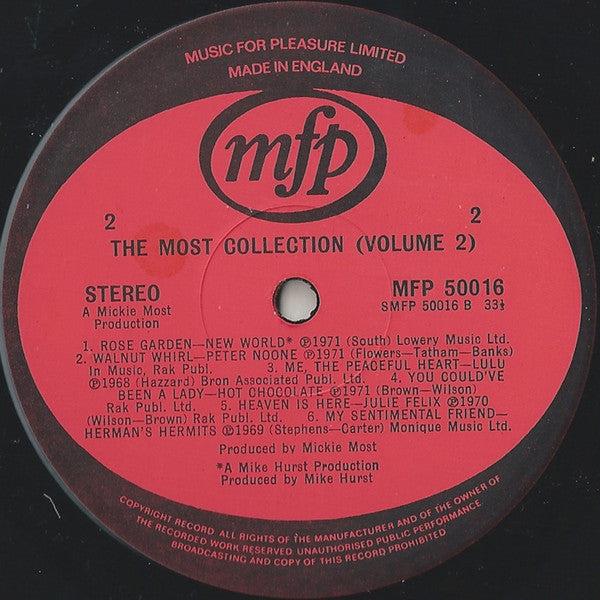 MUSIC FOR PLEASURE LIMITED
MADE IN ENGLAND
mfp
2 2
THE MOST COLLECTION (VOLUME 2)
STEREO MFP 50016
A Mickie Most SMFP 50016 B 33⅓
Production
1. ROSE GARDEN—NEW WORLD* ℗1971 (South) Lowery Music Ltd.
2. WALNUT WHIRL—PETER NOONE ℗1971 (Flowers—Tatham—Banks)
In Music, Rak Publ. 3. ME, THE PEACEFUL HEART—LULU
℗1968 (Hazzard) Bron Associated Publ. Ltd. 4. YOU COULD'VE
BEEN A LADY—HOT CHOCOLATE ℗1971 (Brown—Wilson)
Rak Publ. Ltd. 5. HEAVEN IS HERE—JULIE FELIX ℗1970
(Wilson—Brown) Rak Publ. Ltd. 6. MY SENTIMENTAL FRIEND—
HERMAN'S HERMITS ℗1969 (Stephens—Carter) Monique Music Ltd.
Produced by Mickie Most
*A Mike Hurst Production
Produced by Mike Hurst
COPYRIGHT RECORD ALL RIGHTS OF THE MANUFACTURER AND OF THE OWNER OF
THE RECORDED WORK RESERVED UNAUTHORISED PUBLIC PERFORMANCE
BROADCASTING AND COPY OF THIS RECORD PROHIBITED